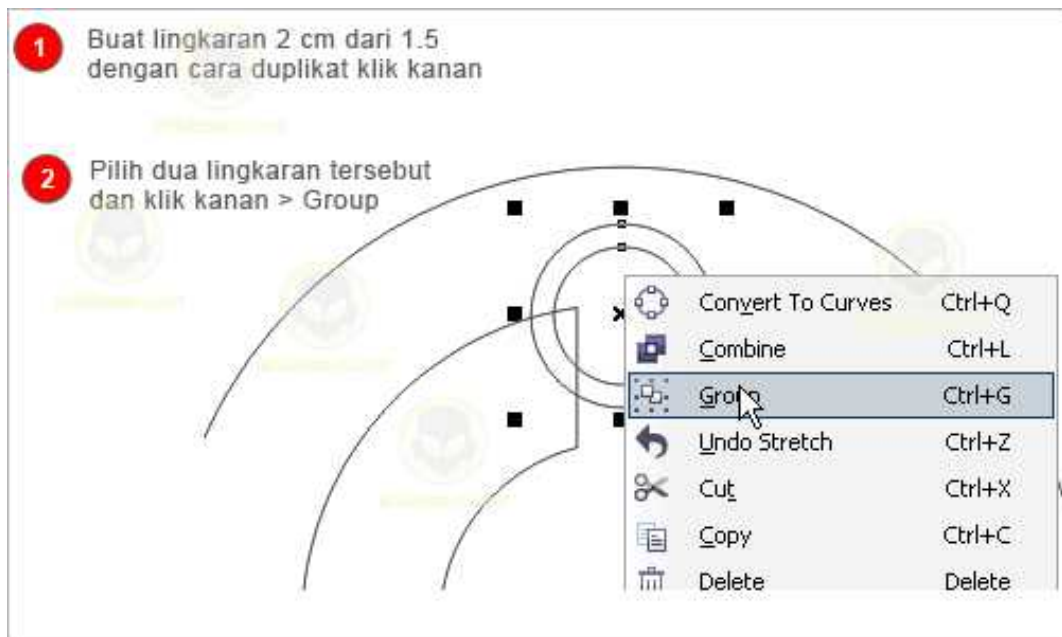 1
Buat lingkaran 2 cm dari 1.5
dengan cara duplikat klik kanan
2
Pilih dua lingkaran tersebut
dan klik kanan > Group
Convert To Curves Ctrl+Q
Combine Ctrl+L
Group Ctrl+G
Undo Stretch Ctrl+Z
Cut Ctrl+X
Copy Ctrl+C
Delete Delete